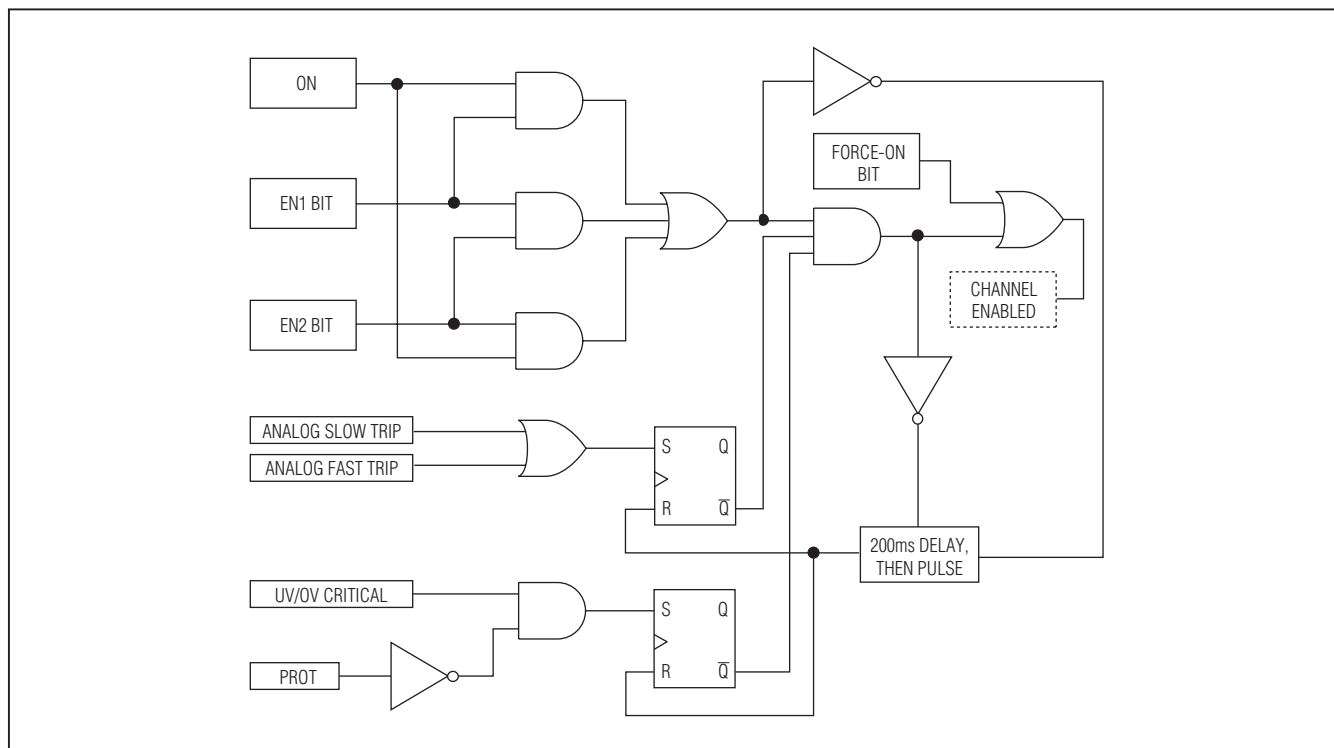 ON
EN1 BIT
EN2 BIT
FORCE-ON
BIT
CHANNEL
ENABLED
ANALOG SLOW TRIP
ANALOG FAST TRIP
S Q
R Q̅
200ms DELAY,
THEN PULSE
UV/OV CRITICAL
PROT
S Q
R Q̅